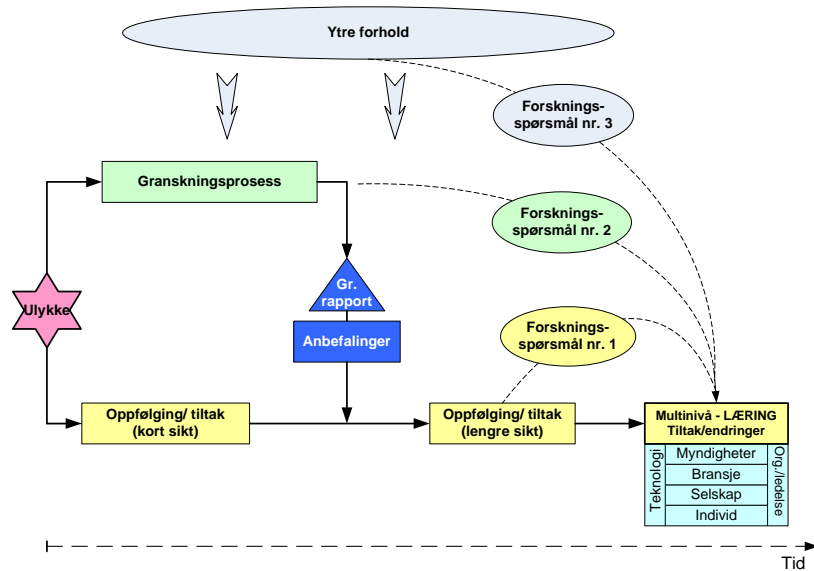 Ytre forhold
Forsknings-
spørsmål nr. 3
Granskningsprosess
Forsknings-
spørsmål nr. 2
Ulykke
Gr.
rapport
Anbefalinger
Forsknings-
spørsmål nr. 1
Oppfølging/ tiltak
(kort sikt)
Oppfølging/ tiltak
(lengre sikt)
Multinivå - LÆRING
Tiltak/endringer
Teknologi
Myndigheter
Bransje
Selskap
Individ
Org./ledelse
Tid